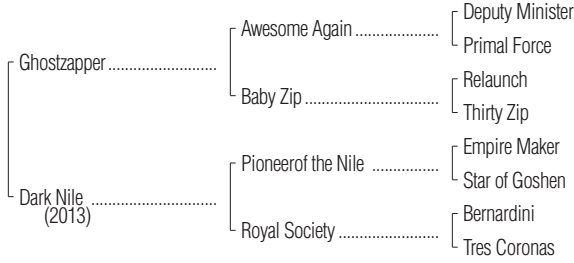 Deputy Minister
Awesome Again
Primal Force
Ghostzapper
Relaunch
Baby Zip
Thirty Zip
Empire Maker
Pioneerof the Nile
Star of Goshen
Dark Nile
(2013)
Bernardini
Royal Society
Tres Coronas